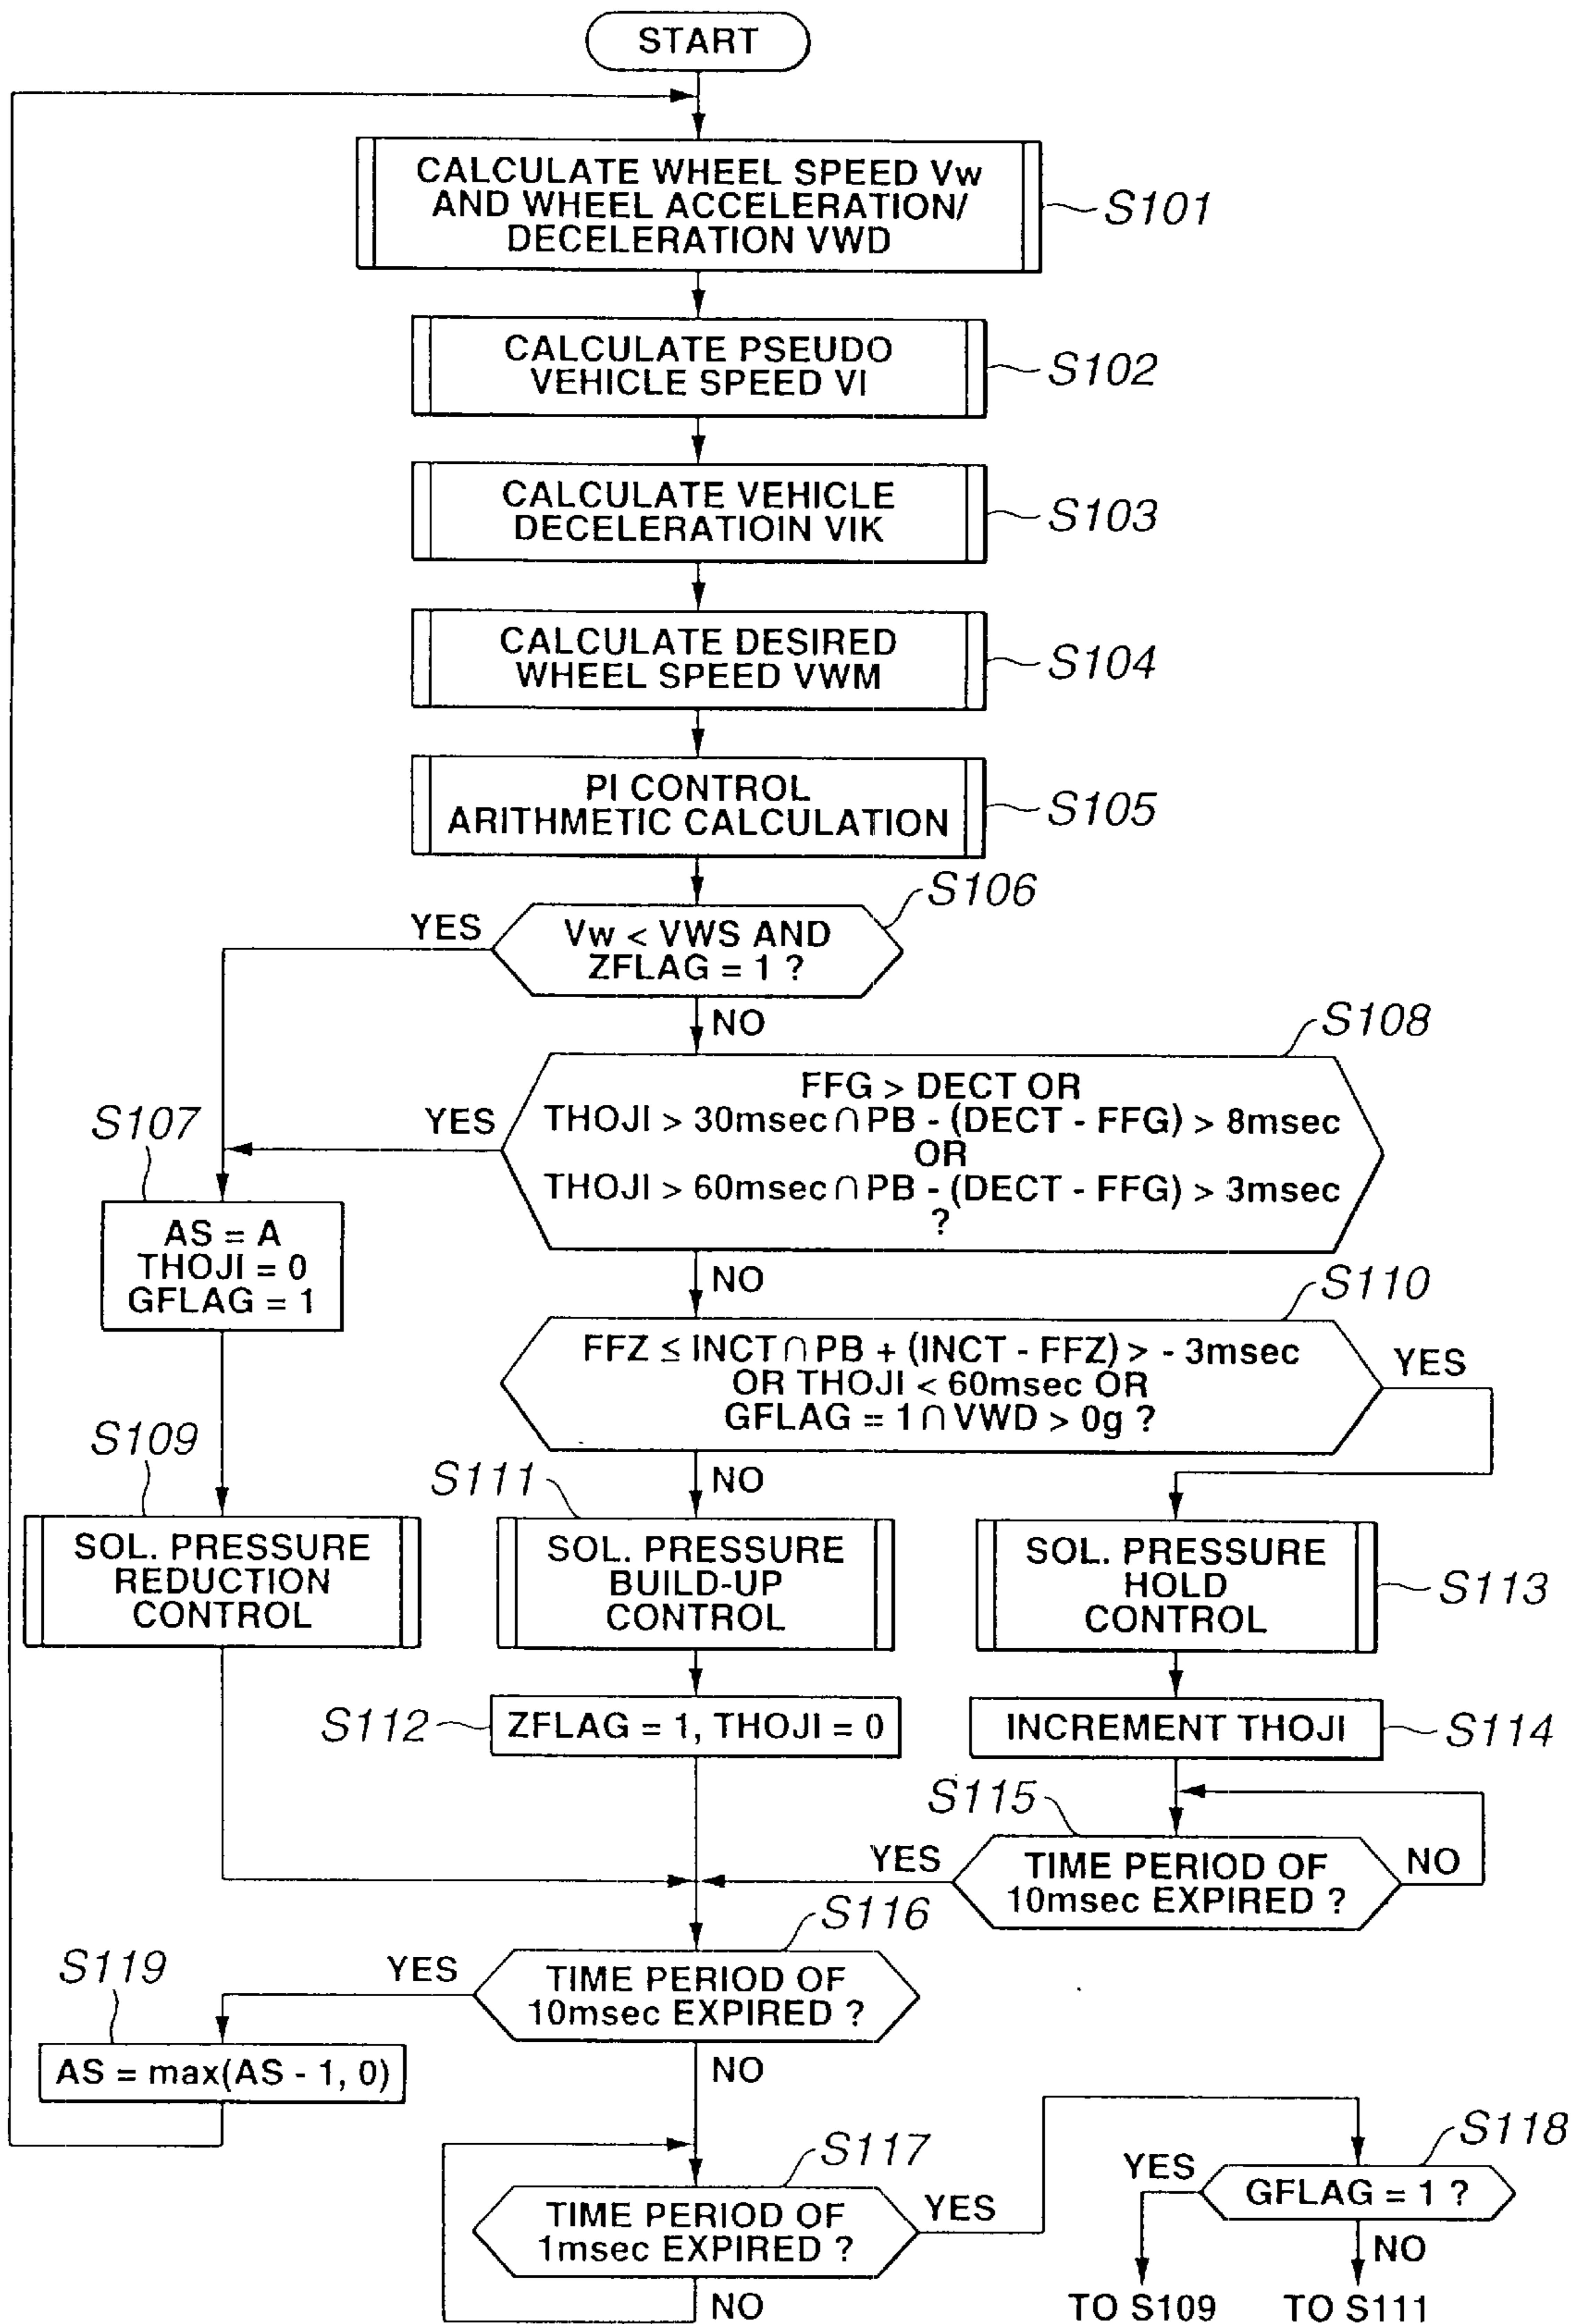 START
CALCULATE WHEEL SPEED Vw
AND WHEEL ACCELERATION/
DECELERATION VWD
S101
CALCULATE PSEUDO
VEHICLE SPEED VI
S102
CALCULATE VEHICLE
DECELERATIOIN VIK
S103
CALCULATE DESIRED
WHEEL SPEED VWM
S104
PI CONTROL
ARITHMETIC CALCULATION
S105
S106
YES
Vw < VWS AND
ZFLAG = 1 ?
NO
S108
YES
FFG > DECT OR
THOJI > 30msec ∩ PB - (DECT - FFG) > 8msec
OR
THOJI > 60msec ∩ PB - (DECT - FFG) > 3msec
?
S107
AS = A
THOJI = 0
GFLAG = 1
NO
S110
FFZ ≤ INCT ∩ PB + (INCT - FFZ) > - 3msec
OR THOJI < 60msec OR
GFLAG = 1 ∩ VWD > 0g ?
YES
NO
S109
SOL. PRESSURE
REDUCTION
CONTROL
S111
SOL. PRESSURE
BUILD-UP
CONTROL
SOL. PRESSURE
HOLD
CONTROL
S113
S112
ZFLAG = 1, THOJI = 0
INCREMENT THOJI
S114
S115
YES
TIME PERIOD OF
10msec EXPIRED ?
NO
S116
YES
TIME PERIOD OF
10msec EXPIRED ?
NO
S119
AS = max(AS - 1, 0)
S117
TIME PERIOD OF
1msec EXPIRED ?
YES
NO
S118
YES
GFLAG = 1 ?
NO
TO S109
TO S111